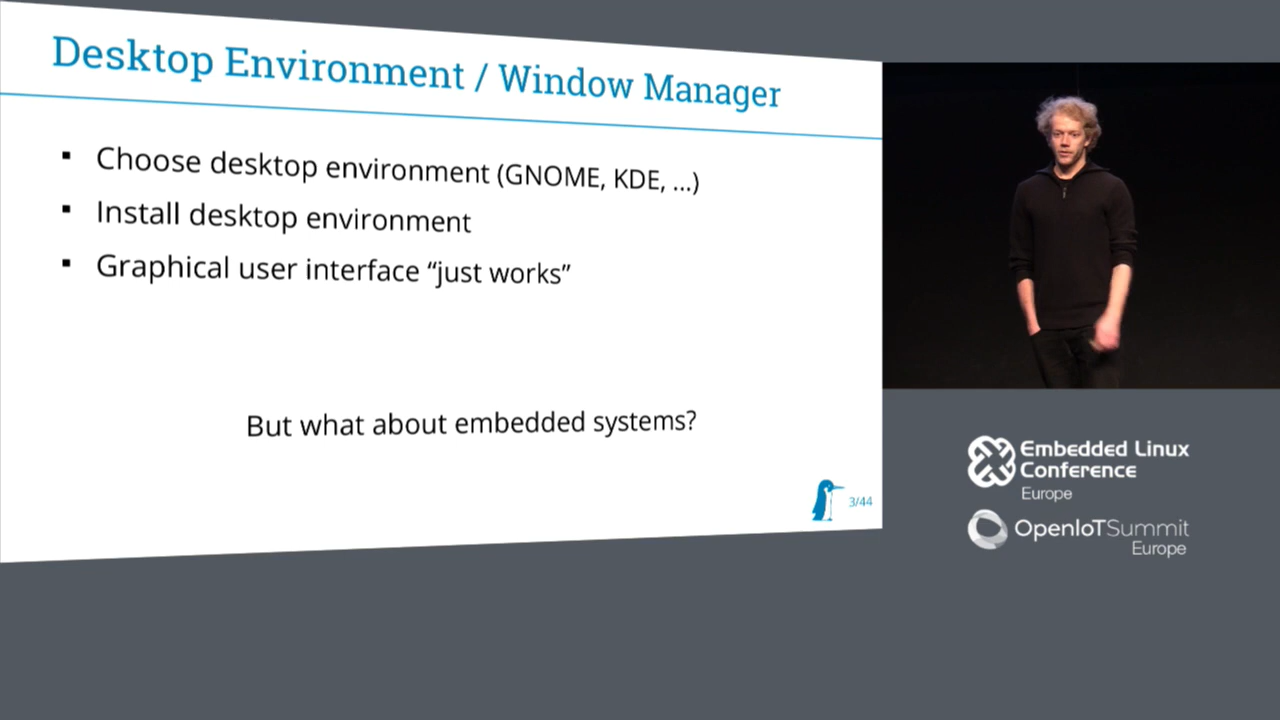 Desktop Environment / Window Manager
▪ Choose desktop environment (GNOME, KDE, ...)
▪ Install desktop environment
▪ Graphical user interface “just works”
But what about embedded systems?
3/44
Embedded Linux
Conference
Europe
OpenIoTSummit
Europe